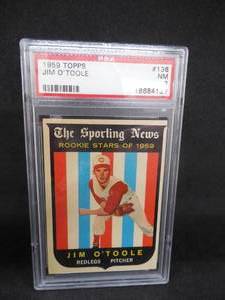 PSA
1959 TOPPS #136
JIM O'TOOLE NM
7
The Sporting News
ROOKIE STARS OF 1959
JIM O'TOOLE
REDLEGS PITCHER